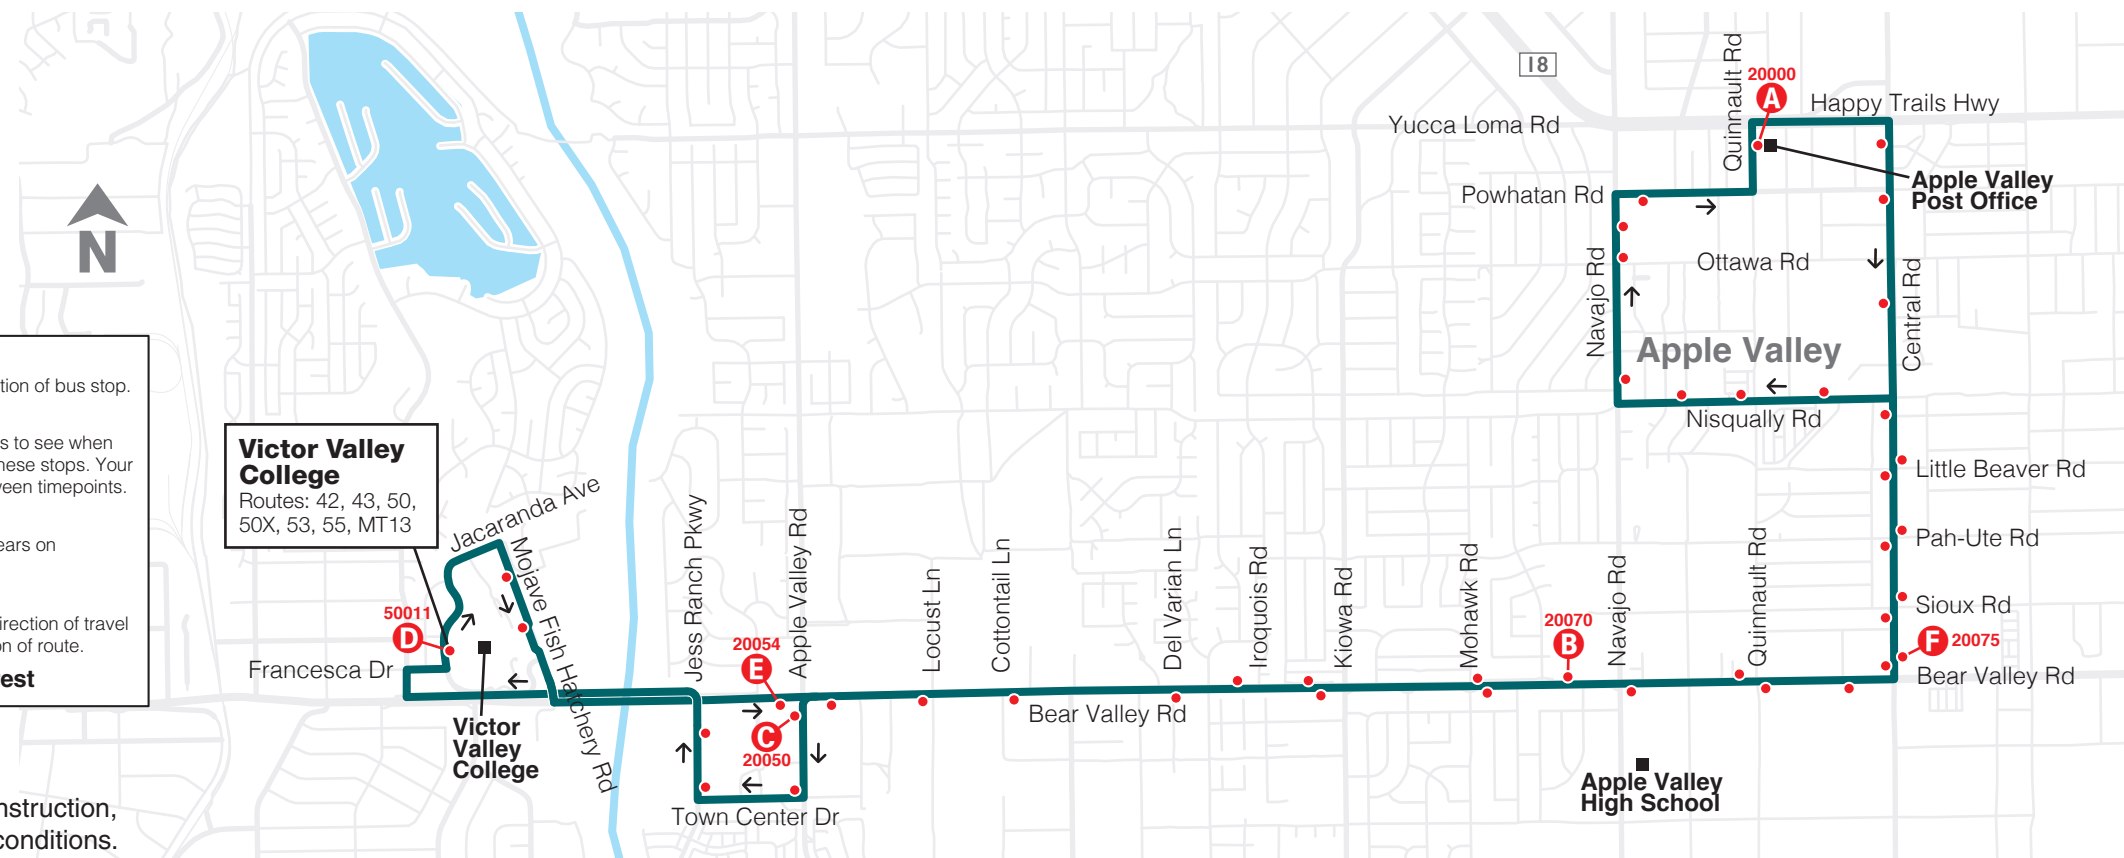 18
Quinnault Rd
20000
A
Happy Trails Hwy
Yucca Loma Rd
Apple Valley
Post Office
Powhatan Rd
N
Ottawa Rd
Navajo Rd
Central Rd
Apple Valley
Nisqually Rd
tion of bus stop.
s to see when
hese stops. Your
een timepoints.
ears on
irection of travel
on of route.
est
Victor Valley
College
Routes: 42, 43, 50,
50X, 53, 55, MT13
Jacaranda Ave
Mojave Fish Hatchery Rd
Jess Ranch Pkwy
Apple Valley Rd
Locust Ln
Cottontail Ln
Del Varian Ln
Iroquois Rd
Kiowa Rd
Mohawk Rd
Navajo Rd
Quinnault Rd
Little Beaver Rd
Pah-Ute Rd
Sioux Rd
50011
D
20054
E
20070
B
F
20075
Francesca Dr
Bear Valley Rd
Bear Valley Rd
C
20050
Victor
Valley
College
Apple Valley
High School
Town Center Dr
nstruction,
conditions.